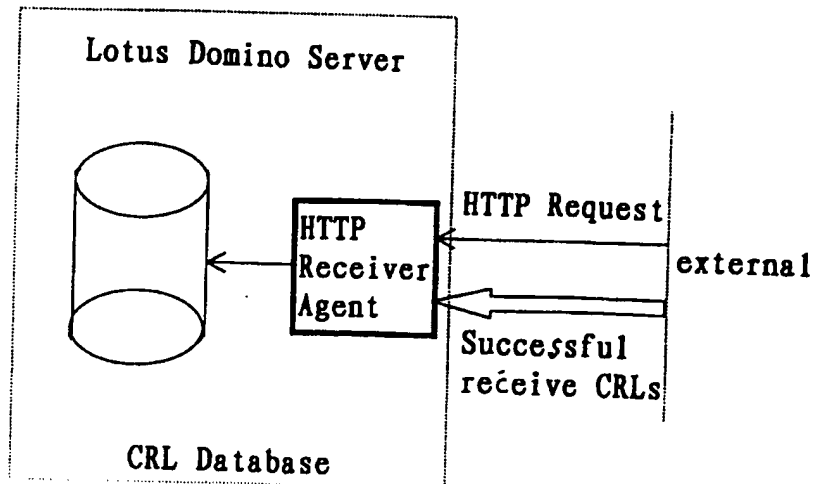 Lotus Domino Server
HTTP Request
HTTP
Receiver
Agent
external
Successful
receive CRLs
CRL Database